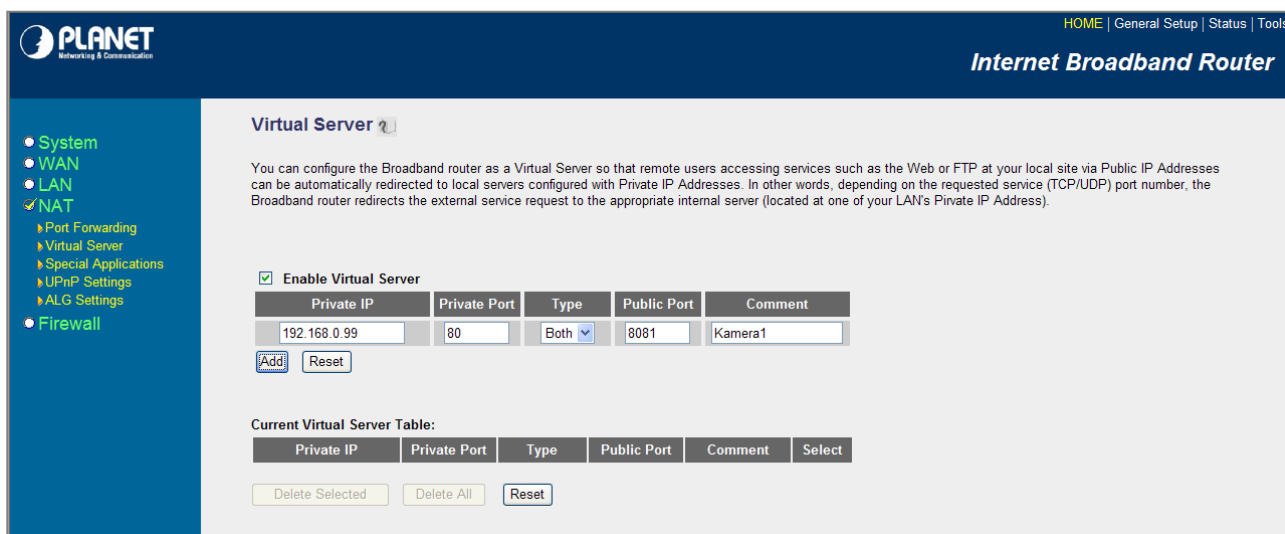 PLANET
Networking & Communication
HOME | General Setup | Status | Tools
Internet Broadband Router
System
WAN
LAN
NAT
Port Forwarding
Virtual Server
Special Applications
UPnP Settings
ALG Settings
Firewall
Virtual Server
You can configure the Broadband router as a Virtual Server so that remote users accessing services such as the Web or FTP at your local site via Public IP Addresses
can be automatically redirected to local servers configured with Private IP Addresses. In other words, depending on the requested service (TCP/UDP) port number, the
Broadband router redirects the external service request to the appropriate internal server (located at one of your LAN's Private IP Address).
Enable Virtual Server
Private IP Private Port Type Public Port Comment
192.168.0.99 80 Both 8081 Kamera1
Add Reset
Current Virtual Server Table:
Private IP Private Port Type Public Port Comment Select
Delete Selected Delete All Reset